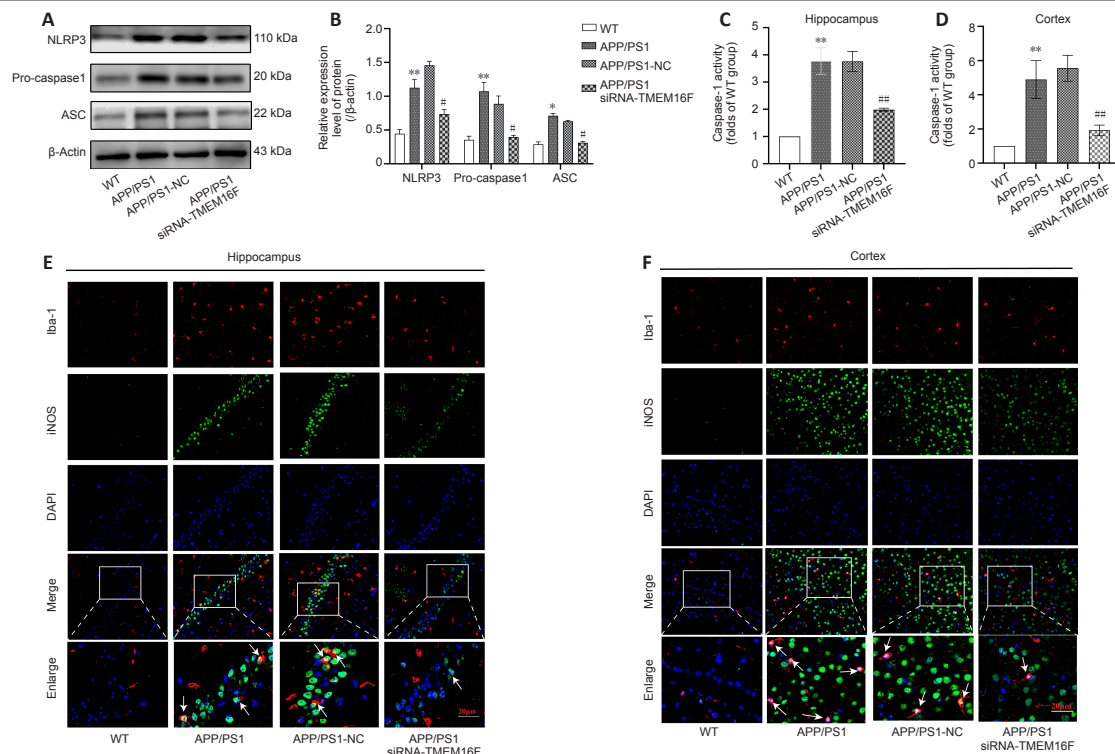 A
NLRP3
110 kDa
Pro-caspase1
20 kDa
ASC
22 kDa
β-Actin
43 kDa
WT
APP/PS1
APP/PS1-NC
APP/PS1
siRNA-TMEM16F
B
Relative expression
level of protein
(/β-actin)
2.0
1.5
1.0
0.5
0.0
**
#
**
#
*
#
NLRP3
Pro-caspase1
ASC
WT
APP/PS1
APP/PS1-NC
APP/PS1
siRNA-TMEM16F
C
Hippocampus
Caspase-1 activity
(folds of WT group)
5
4
3
2
1
0
**
##
WT
APP/PS1
APP/PS1-NC
APP/PS1
siRNA-TMEM16F
D
Cortex
Caspase-1 activity
(folds of WT group)
8
6
4
2
0
**
##
WT
APP/PS1
APP/PS1-NC
APP/PS1
siRNA-TMEM16F
E
Hippocampus
Iba-1
iNOS
DAPI
Merge
Enlarge
20μm
WT
APP/PS1
APP/PS1-NC
APP/PS1
siRNA-TMEM16F
F
Cortex
Iba-1
iNOS
DAPI
Merge
Enlarge
20μm
WT
APP/PS1
APP/PS1-NC
APP/PS1
siRNA-TMEM16F